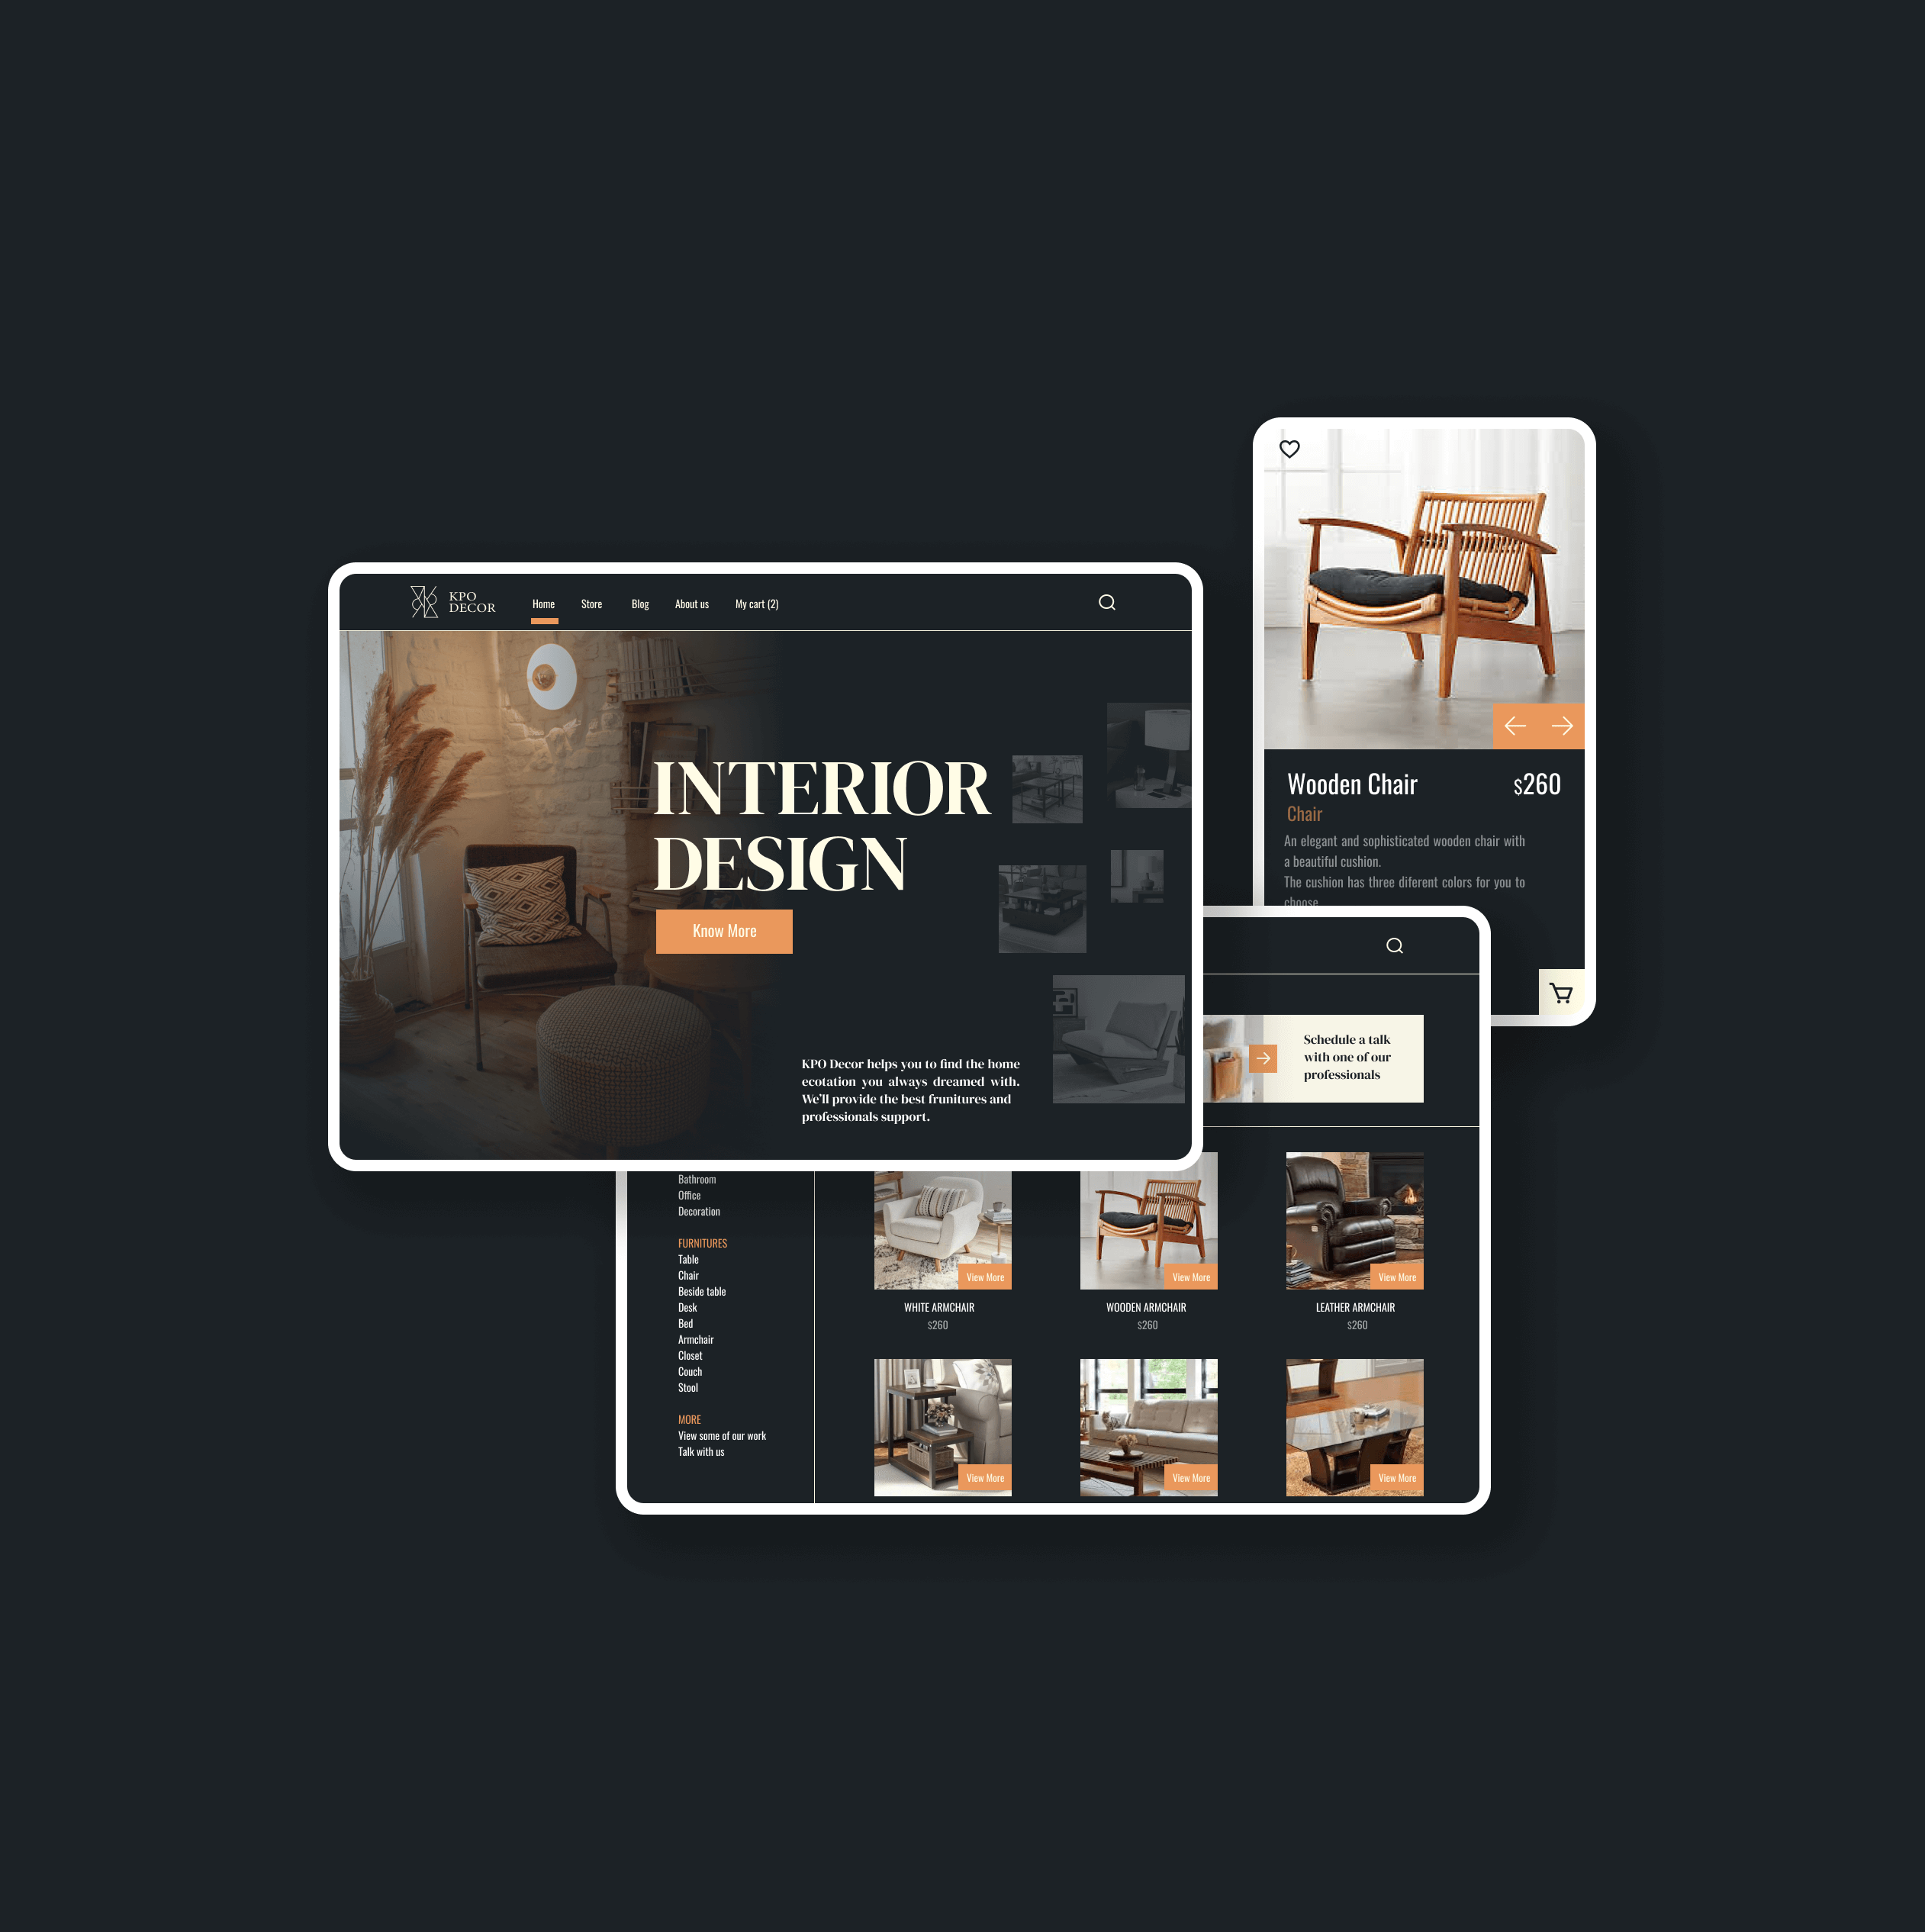 KPO
DECOR
Home
Store
Blog
About us
My cart (2)
INTERIOR
DESIGN
Know More
KPO Decor helps you to find the home
ecotation you always dreamed with.
We'll provide the best frunitures and
professionals support.
Wooden Chair
$260
Chair
An elegant and sophisticated wooden chair with
a beautiful cushion.
The cushion has three diferent colors for you to
choose
Schedule a talk
with one of our
professionals
Bathroom
Office
Decoration
FURNITURES
Table
Chair
Beside table
Desk
Bed
Armchair
Closet
Couch
Stool
MORE
View some of our work
Talk with us
View More
WHITE ARMCHAIR
$260
View More
WOODEN ARMCHAIR
$260
View More
LEATHER ARMCHAIR
$260
View More
View More
View More